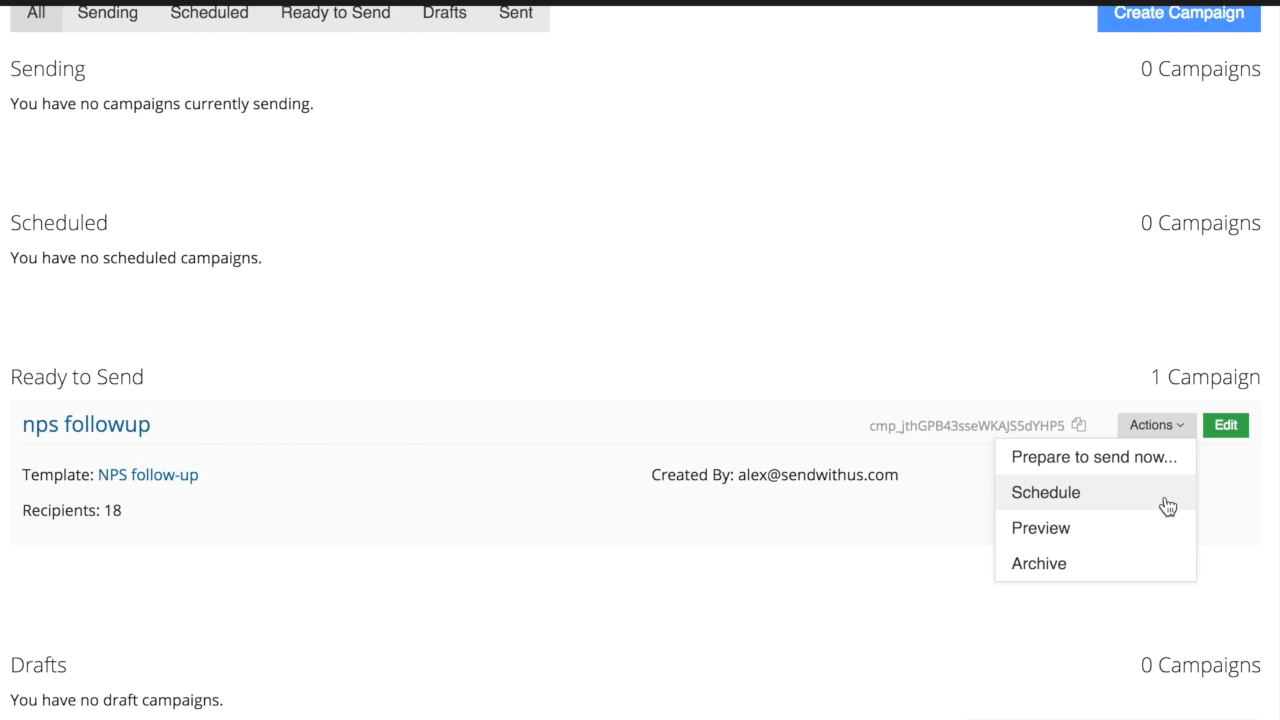 All Sending Scheduled Ready to Send Drafts Sent Create Campaign
Sending 0 Campaigns
You have no campaigns currently sending.
Scheduled 0 Campaigns
You have no scheduled campaigns.
Ready to Send 1 Campaign
nps followup cmp_jthGPB43sseWKAJS5dYHP5 Actions Edit
Prepare to send now...
Template: NPS follow-up Created By: alex@sendwithus.com
Schedule
Recipients: 18
Preview
Archive
Drafts 0 Campaigns
You have no draft campaigns.